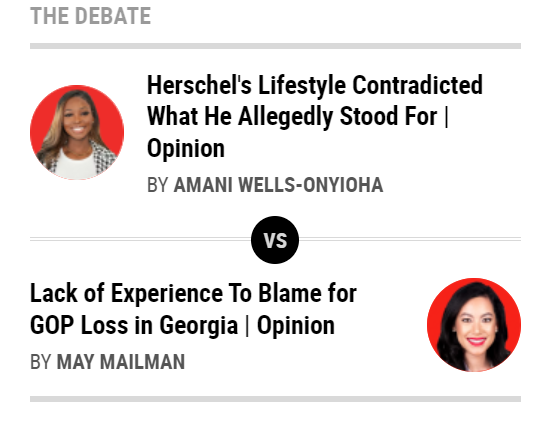 THE DEBATE
Herschel's Lifestyle Contradicted
What He Allegedly Stood For |
Opinion
BY AMANI WELLS-ONYIOHA
VS
Lack of Experience To Blame for
GOP Loss in Georgia | Opinion
BY MAY MAILMAN